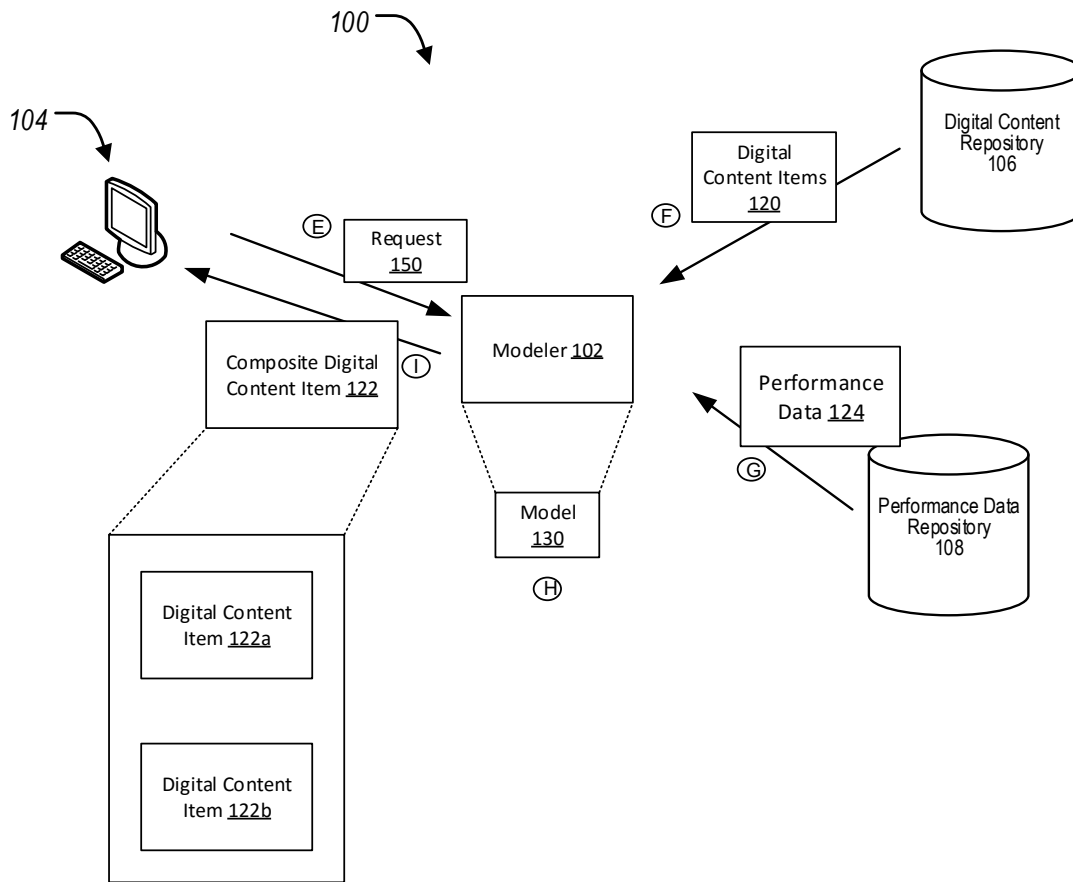 100
104
Digital Content
Repository
106
Digital
Content Items
120
F
E
Request
150
Modeler 102
Composite Digital
Content Item 122
I
Performance
Data 124
G
Performance Data
Repository
108
Model
130
H
Digital Content
Item 122a
Digital Content
Item 122b